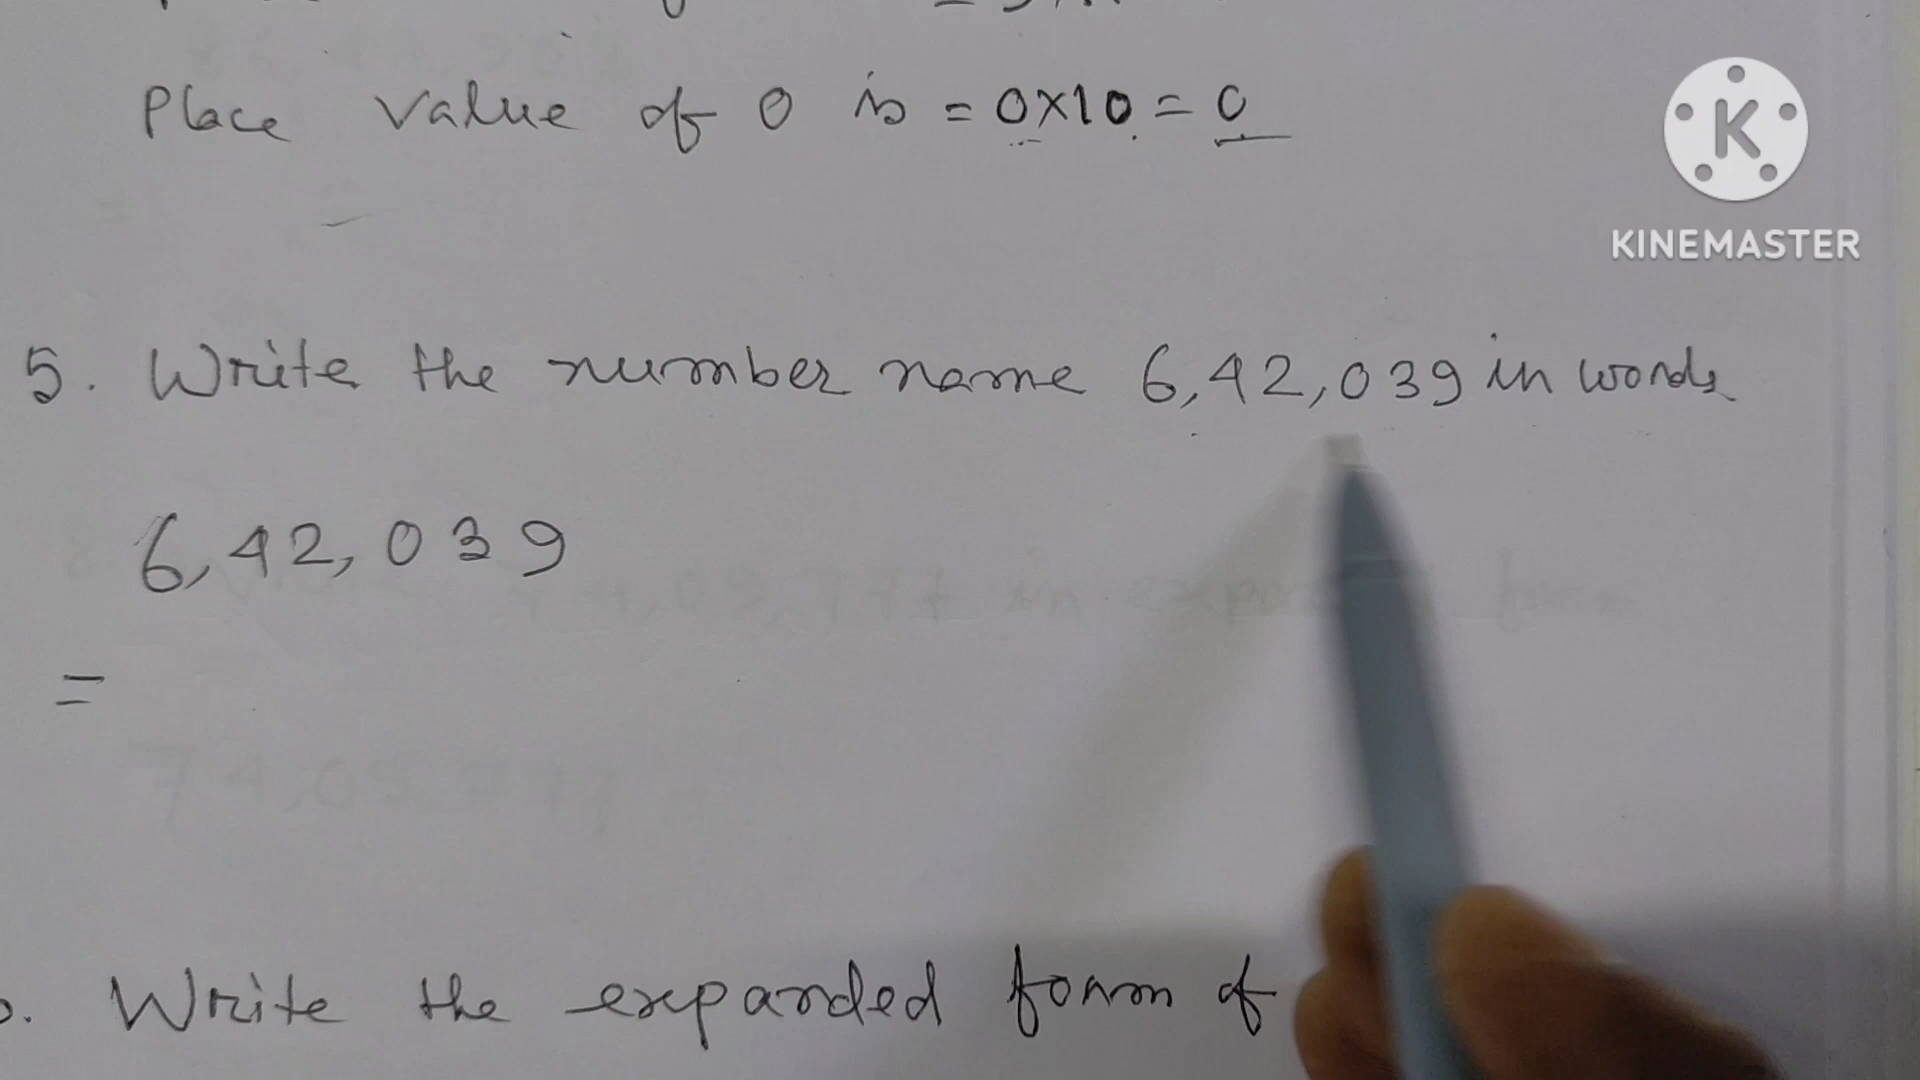 Place value of 0 is = 0×10 = 0
K
KINEMASTER
5. Write the number name 6,42,039 in words
6,42,039
=
Write the expanded form of